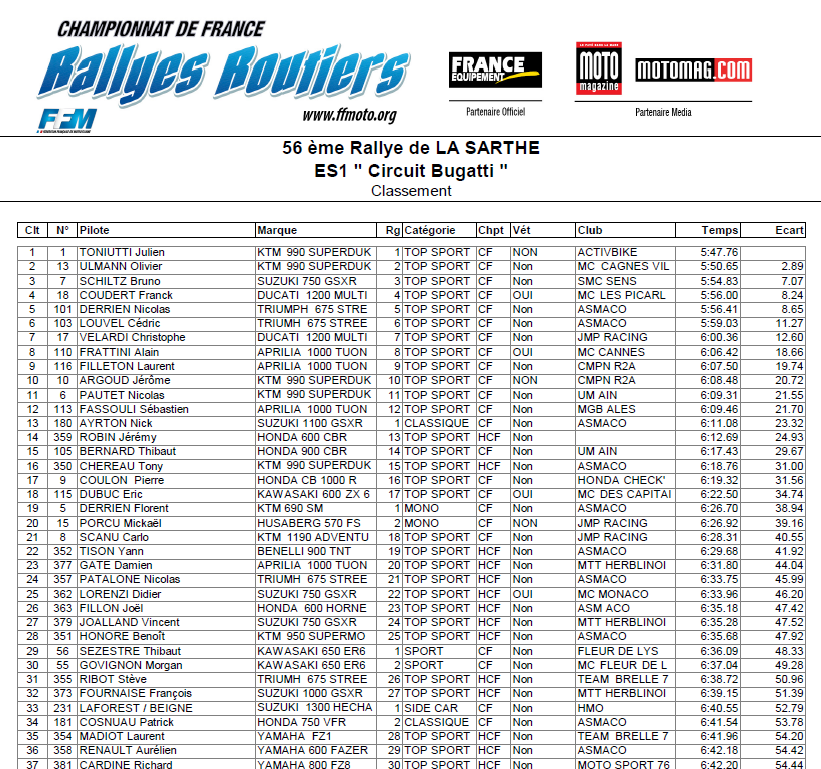 CHAMPIONNAT DE FRANCE
Rallyes Routiers
www.ffmoto.org
FFM
FRANCE
EQUIPEMENT
Partenaire Officiel
MOTO
magazine
MOTOMAG.COM
Partenaire Media
56 ème Rallye de LA SARTHE
ES1 " Circuit Bugatti "
Classement
Clt N° Pilote Marque Rg Catégorie Chpt Vét Club Temps Ecart
1 1 TONIUTTI Julien KTM 990 SUPERDUK 1 TOP SPORT CF NON ACTIVBIKE 5:47.76
2 13 ULMANN Olivier KTM 990 SUPERDUK 2 TOP SPORT CF Non MC CAGNES VIL 5:50.65 2.89
3 7 SCHILTZ Bruno SUZUKI 750 GSXR 3 TOP SPORT CF Non SMC SENS 5:54.83 7.07
4 18 COUDERT Franck DUCATI 1200 MULTI 4 TOP SPORT CF OUI MC LES PICARL 5:56.00 8.24
5 101 DERRIEN Nicolas TRIUMPH 675 STRE 5 TOP SPORT CF Non ASMACO 5:56.41 8.65
6 103 LOUVEL Cédric TRIUMH 675 STREE 6 TOP SPORT CF Non ASMACO 5:59.03 11.27
7 17 VELARDI Christophe DUCATI 1200 MULTI 7 TOP SPORT CF Non JMP RACING 6:00.36 12.60
8 110 FRATTINI Alain APRILIA 1000 TUON 8 TOP SPORT CF OUI MC CANNES 6:06.42 18.66
9 116 FILLETON Laurent APRILIA 1000 TUON 9 TOP SPORT CF Non CMPN R2A 6:07.50 19.74
10 10 ARGOUD Jérôme KTM 990 SUPERDUK 10 TOP SPORT CF NON CMPN R2A 6:08.48 20.72
11 6 PAUTET Nicolas KTM 990 SUPERDUK 11 TOP SPORT CF Non UM AIN 6:09.31 21.55
12 113 FASSOULI Sébastien APRILIA 1000 TUON 12 TOP SPORT CF Non MGB ALES 6:09.46 21.70
13 180 AYRTON Nick SUZUKI 1100 GSXR 1 CLASSIQUE CF Non ASMACO 6:11.08 23.32
14 359 ROBIN Jérémy HONDA 600 CBR 13 TOP SPORT HCF Non 6:12.69 24.93
15 105 BERNARD Thibaut HONDA 900 CBR 14 TOP SPORT CF Non UM AIN 6:17.43 29.67
16 350 CHEREAU Tony KTM 990 SUPERDUK 15 TOP SPORT HCF Non ASMACO 6:18.76 31.00
17 9 COULON Pierre HONDA CB 1000 R 16 TOP SPORT CF Non HONDA CHECK' 6:19.32 31.56
18 115 DUBUC Eric KAWASAKI 600 ZX 6 17 TOP SPORT CF OUI MC DES CAPITAI 6:22.50 34.74
19 5 DERRIEN Florent KTM 690 SM 1 MONO CF Non ASMACO 6:26.70 38.94
20 15 PORCU Mickaël HUSABERG 570 FS 2 MONO CF NON JMP RACING 6:26.92 39.16
21 8 SCANU Carlo KTM 1190 ADVENTU 18 TOP SPORT CF Non JMP RACING 6:28.31 40.55
22 352 TISON Yann BENELLI 900 TNT 19 TOP SPORT HCF Non ASMACO 6:29.68 41.92
23 377 GATE Damien APRILIA 1000 TUON 20 TOP SPORT HCF Non MTT HERBLINOI 6:31.80 44.04
24 357 PATALONE Nicolas TRIUMH 675 STREE 21 TOP SPORT HCF Non ASMACO 6:33.75 45.99
25 362 LORENZI Didier SUZUKI 750 GSXR 22 TOP SPORT HCF OUI MC MONACO 6:33.96 46.20
26 363 FILLON Joël HONDA 600 HORNE 23 TOP SPORT HCF Non ASM ACO 6:35.18 47.42
27 379 JOALLAND Vincent SUZUKI 750 GSXR 24 TOP SPORT HCF Non MTT HERBLINOI 6:35.28 47.52
28 351 HONORE Benoît KTM 950 SUPERMO 25 TOP SPORT HCF Non ASMACO 6:35.68 47.92
29 56 SEZESTRE Thibaut KAWASAKI 650 ER6 1 SPORT CF Non FLEUR DE LYS 6:36.09 48.33
30 55 GOVIGNON Morgan KAWASAKI 650 ER6 2 SPORT CF Non MC FLEUR DE L 6:37.04 49.28
31 355 RIBOT Stève TRIUMH 675 STREE 26 TOP SPORT HCF Non TEAM BRELLE 7 6:38.72 50.96
32 373 FOURNAISE François SUZUKI 1000 GSXR 27 TOP SPORT HCF Non MTT HERBLINOI 6:39.15 51.39
33 231 LAFOREST / BEIGNE SUZUKI 1300 HECHA 1 SIDE CAR CF Non HMO 6:40.55 52.79
34 181 COSNUAU Patrick HONDA 750 VFR 2 CLASSIQUE CF Non ASMACO 6:41.54 53.78
35 354 MADIOT Laurent YAMAHA FZ1 28 TOP SPORT HCF Non TEAM BRELLE 7 6:41.96 54.20
36 358 RENAULT Aurélien YAMAHA 600 FAZER 29 TOP SPORT HCF Non ASMACO 6:42.18 54.42
37 381 CARDINE Richard YAMAHA 800 FZ8 30 TOP SPORT HCF Non MOTO SPORT 76 6:42.20 54.44